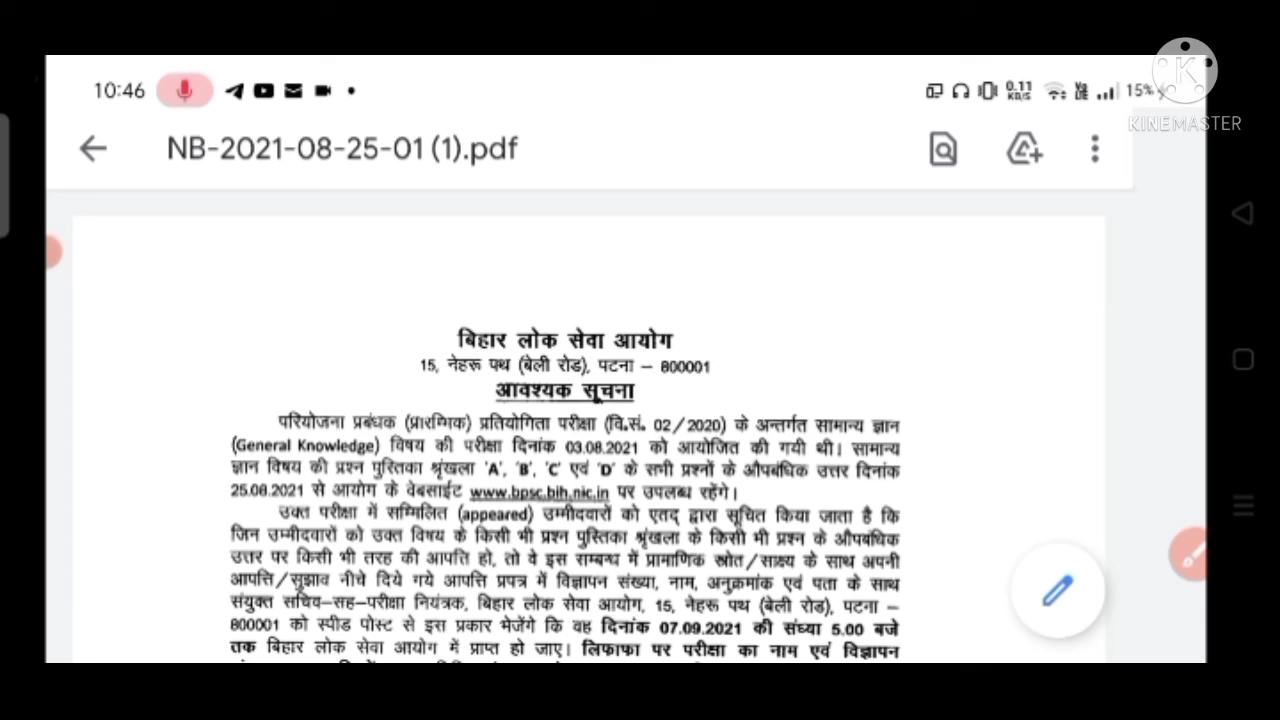 10:46
0.11 KB/S
15%
KINEMASTER
NB-2021-08-25-01 (1).pdf
बिहार लोक सेवा आयोग
15, नेहरू पथ (बेली रोड), पटना – 800001
आवश्यक सूचना
परियोजना प्रबंधक (प्रारम्भिक) प्रतियोगिता परीक्षा (वि.सं. 02/2020) के अन्तर्गत सामान्य ज्ञान
(General Knowledge) विषय की परीक्षा दिनांक 03.08.2021 को आयोजित की गयी थी। सामान्य
ज्ञान विषय की प्रश्न पुस्तिका श्रृंखला 'A', 'B', 'C' एवं 'D' के सभी प्रश्नों के औपबंधिक उत्तर दिनांक
25.08.2021 से आयोग के वेबसाईट www.bpsc.bih.nic.in पर उपलब्ध रहेंगे।
उक्त परीक्षा में सम्मिलित (appeared) उम्मीदवारों को एतद् द्वारा सूचित किया जाता है कि
जिन उम्मीदवारों को उक्त विषय के किसी भी प्रश्न पुस्तिका श्रृंखला के किसी भी प्रश्न के औपबंधिक
उत्तर पर किसी भी तरह की आपत्ति हो, तो वे इस सम्बन्ध में प्रामाणिक स्रोत/साक्ष्य के साथ अपनी
आपत्ति/सुझाव नीचे दिये गये आपत्ति प्रपत्र में विज्ञापन संख्या, नाम, अनुक्रमांक एवं पता के साथ
संयुक्त सचिव–सह–परीक्षा नियंत्रक, बिहार लोक सेवा आयोग, 15, नेहरू पथ (बेली रोड), पटना –
800001 को स्पीड पोस्ट से इस प्रकार भेजेंगे कि वह दिनांक 07.09.2021 की संध्या 5.00 बजे
तक बिहार लोक सेवा आयोग में प्राप्त हो जाए। लिफाफा पर परीक्षा का नाम एवं विज्ञापन